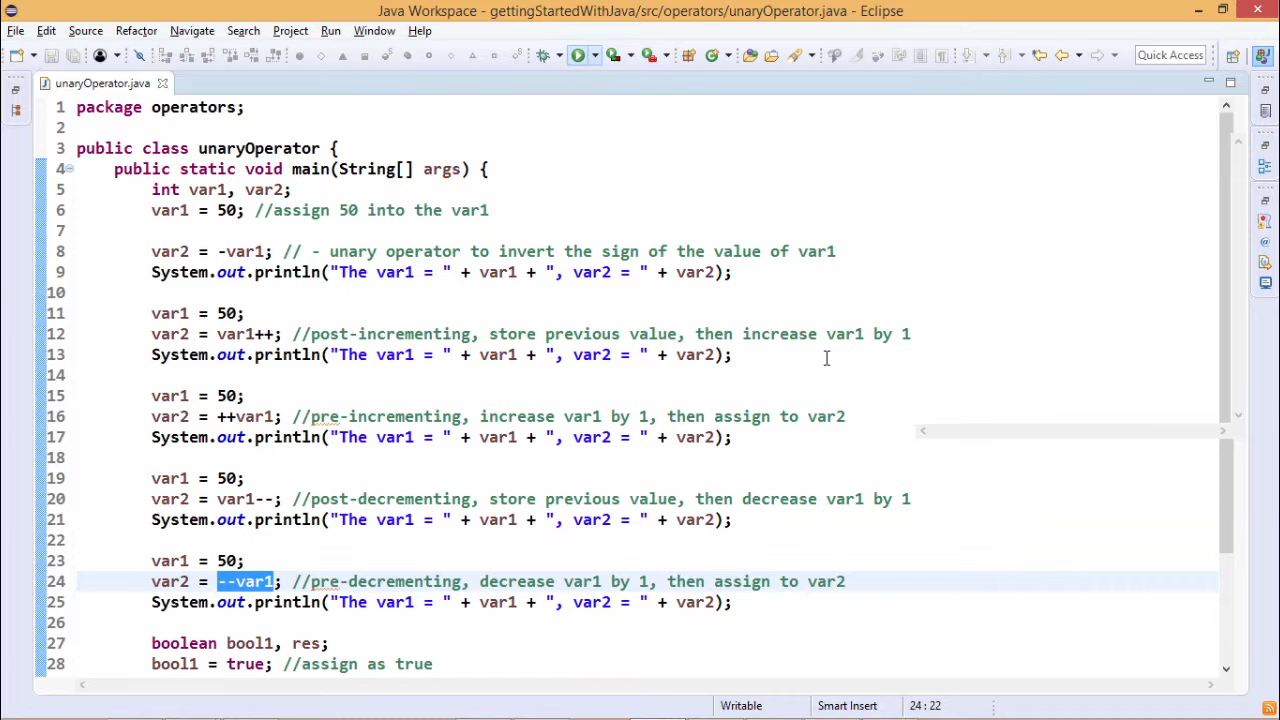 Java Workspace - gettingStartedWithJava/src/operators/unaryOperator.java - Eclipse
File Edit Source Refactor Navigate Search Project Run Window Help
Quick Access
unaryOperator.java
1 package operators;
2
3 public class unaryOperator {
4 public static void main(String[] args) {
5 int var1, var2;
6 var1 = 50; //assign 50 into the var1
7
8 var2 = -var1; // - unary operator to invert the sign of the value of var1
9 System.out.println("The var1 = " + var1 + ", var2 = " + var2);
10
11 var1 = 50;
12 var2 = var1++; //post-incrementing, store previous value, then increase var1 by 1
13 System.out.println("The var1 = " + var1 + ", var2 = " + var2);
14
15 var1 = 50;
16 var2 = ++var1; //pre-incrementing, increase var1 by 1, then assign to var2
17 System.out.println("The var1 = " + var1 + ", var2 = " + var2);
18
19 var1 = 50;
20 var2 = var1--; //post-decrementing, store previous value, then decrease var1 by 1
21 System.out.println("The var1 = " + var1 + ", var2 = " + var2);
22
23 var1 = 50;
24 var2 = --var1; //pre-decrementing, decrease var1 by 1, then assign to var2
25 System.out.println("The var1 = " + var1 + ", var2 = " + var2);
26
27 boolean bool1, res;
28 bool1 = true; //assign as true
Writable Smart Insert 24 : 22